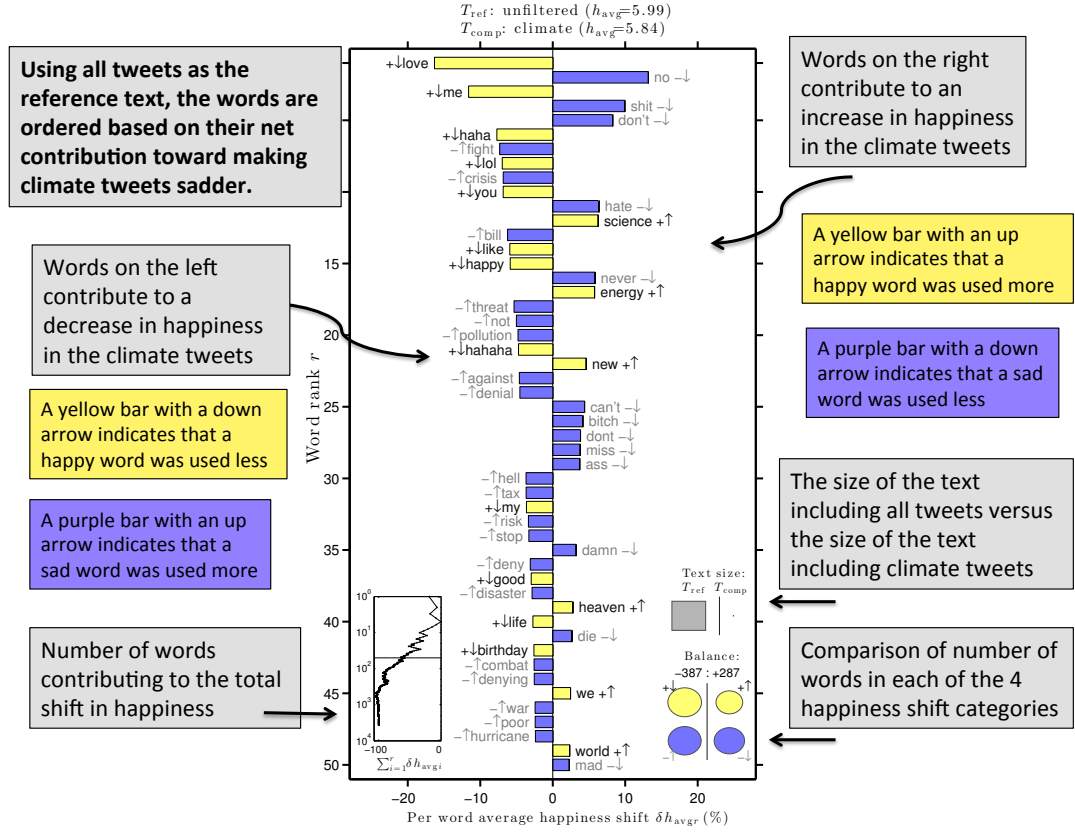 T_ref: unfiltered (h_avg=5.99)
T_comp: climate (h_avg=5.84)
Using all tweets as the
reference text, the words are
ordered based on their net
contribution toward making
climate tweets sadder.
Words on the left
contribute to a
decrease in happiness
in the climate tweets
A yellow bar with a down
arrow indicates that a
happy word was used less
A purple bar with an up
arrow indicates that a
sad word was used more
Number of words
contributing to the total
shift in happiness
Word rank r
15
20
25
30
35
40
45
50
+↓love
no −↓
+↓me
shit −↓
don't −↓
+↓haha
−↑fight
+↓lol
−↑crisis
+↓you
hate −↓
science +↑
−↑bill
+↓like
+↓happy
never −↓
energy +↑
−↑threat
−↑not
−↑pollution
+↓hahaha
new +↑
−↑against
−↑denial
can't −↓
bitch −↓
dont −↓
miss −↓
ass −↓
−↑hell
−↑tax
+↓my
−↑risk
−↑stop
damn −↓
−↑deny
+↓good
−↑disaster
heaven +↑
+↓life
die −↓
+↓birthday
−↑combat
−↑denying
we +↑
−↑war
−↑poor
−↑hurricane
world +↑
mad −↓
10^0
10^1
10^2
10^3
10^4
−100 0
∑_{i=1}^{r} δh_avg i
Text size:
T_ref T_comp
Balance:
−387 : +287
+↓ +↑
−↑ −↓
−20 −10 0 10 20
Per word average happiness shift δh_avg r (%)
Words on the right
contribute to an
increase in happiness
in the climate tweets
A yellow bar with an up
arrow indicates that a
happy word was used more
A purple bar with a down
arrow indicates that a sad
word was used less
The size of the text
including all tweets versus
the size of the text
including climate tweets
Comparison of number of
words in each of the 4
happiness shift categories